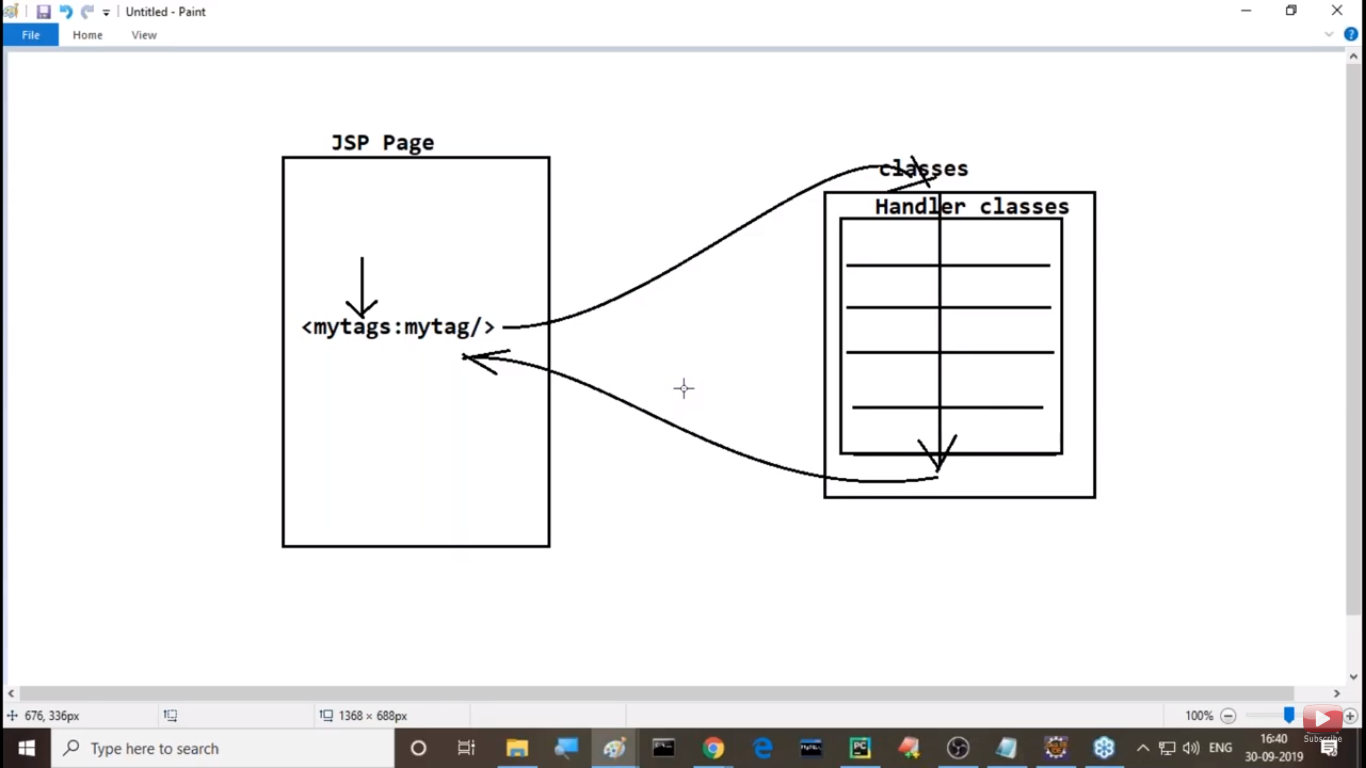 Untitled - Paint
File Home View
JSP Page
classes
Handler classes
<mytags:mytag/>
676, 336px
1368 × 688px
100%
Type here to search
ENG
16:40
30-09-2019
Subscribe